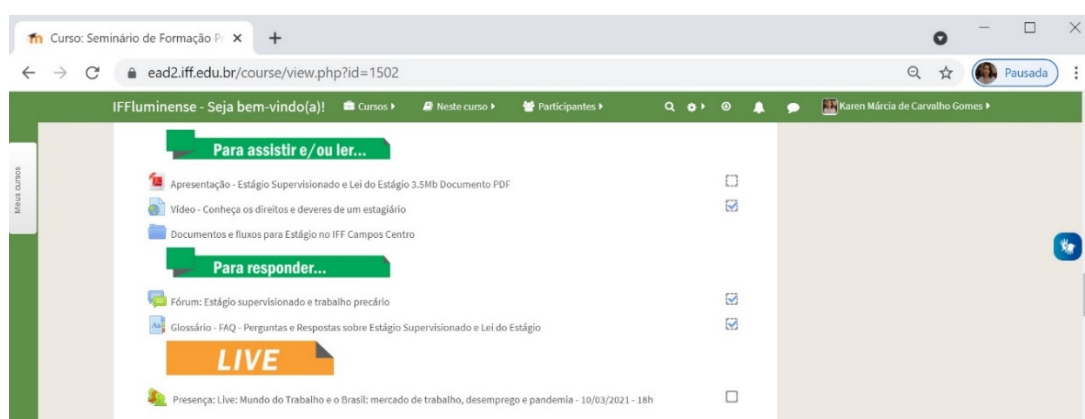 Curso: Seminário de Formação Pr
ead2.iff.edu.br/course/view.php?id=1502
Pausada
IFFluminense - Seja bem-vindo(a)! Cursos Neste curso Participantes Karen Márcia de Carvalho Gomes
Meus cursos
Para assistir e/ou ler...
Apresentação - Estágio Supervisionado e Lei do Estágio 3.5Mb Documento PDF
Vídeo - Conheça os direitos e deveres de um estagiário
Documentos e fluxos para Estágio no IFF Campos Centro
Para responder...
Fórum: Estágio supervisionado e trabalho precário
Glossário - FAQ - Perguntas e Respostas sobre Estágio Supervisionado e Lei do Estágio
LIVE
Presença: Live: Mundo do Trabalho e o Brasil: mercado de trabalho, desemprego e pandemia - 10/03/2021 - 18h